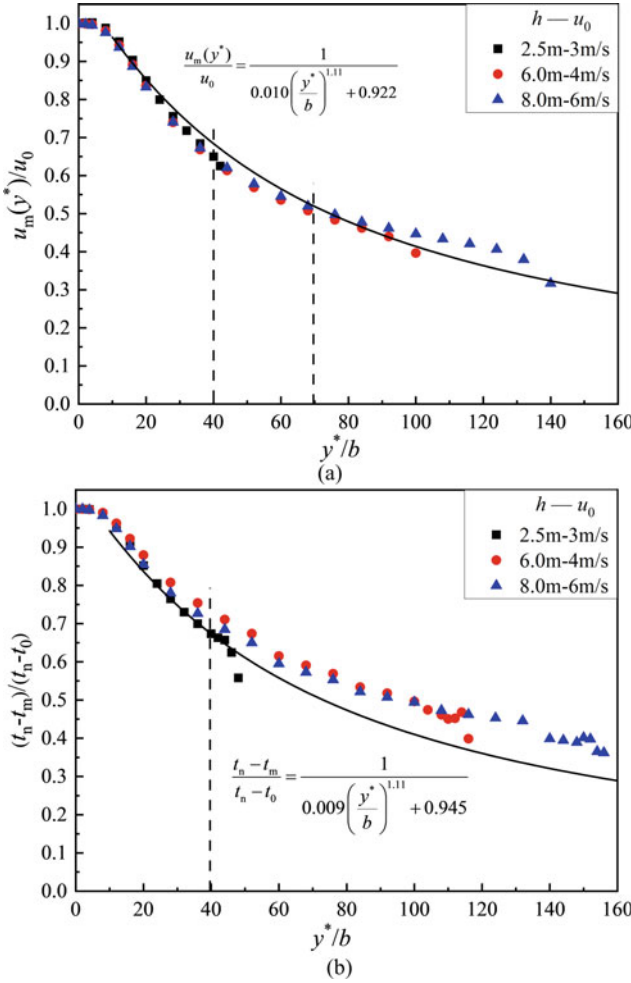 (a)
1.0
0.9
0.8
0.7
0.6
0.5
0.4
0.3
0.2
0.1
0.0
u_m(y*)/u_0
h — u_0
2.5m-3m/s
6.0m-4m/s
8.0m-6m/s
u_m(y*)/u_0 = 1/(0.010(y*/b)^1.11 + 0.922)
0 20 40 60 80 100 120 140 160
y*/b
(a)
1.0
0.9
0.8
0.7
0.6
0.5
0.4
0.3
0.2
0.1
0.0
(t_n-t_m)/(t_n-t_0)
h — u_0
2.5m-3m/s
6.0m-4m/s
8.0m-6m/s
(t_n − t_m)/(t_n − t_0) = 1/(0.009(y*/b)^1.11 + 0.945)
0 20 40 60 80 100 120 140 160
y*/b
(b)